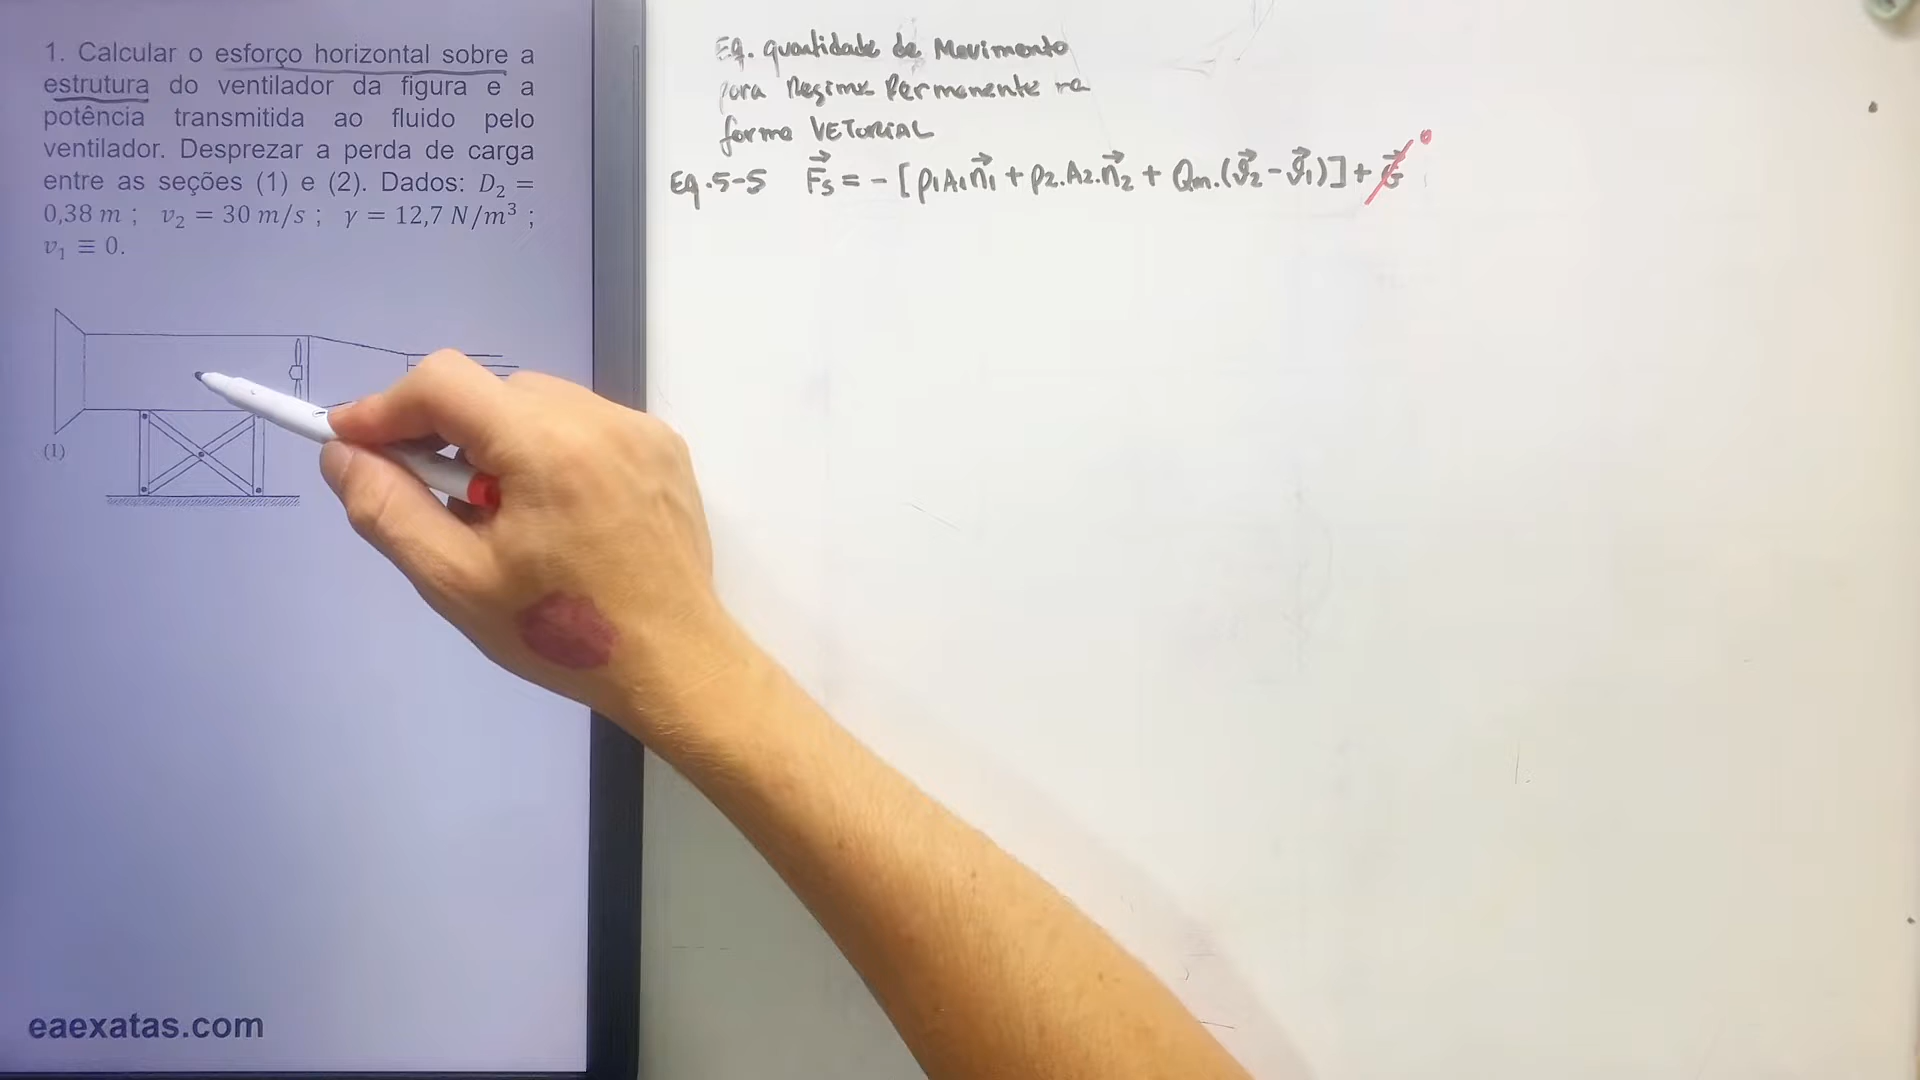 1. Calcular o esforço horizontal sobre a
estrutura do ventilador da figura e a
potência transmitida ao fluido pelo
ventilador. Desprezar a perda de carga
entre as seções (1) e (2). Dados: D₂ =
0,38 m ; v₂ = 30 m/s ; γ = 12,7 N/m³ ;
v₁ ≡ 0.
(1)
eaexatas.com
Eq. quantidade de Movimento
para Regime Permanente na
forma VETORIAL
Eq.5-5 F⃗s = - [p₁A₁n⃗₁ + p₂.A₂.n⃗₂ + Qm.(v⃗₂ - v⃗₁)] + G⃗ 0